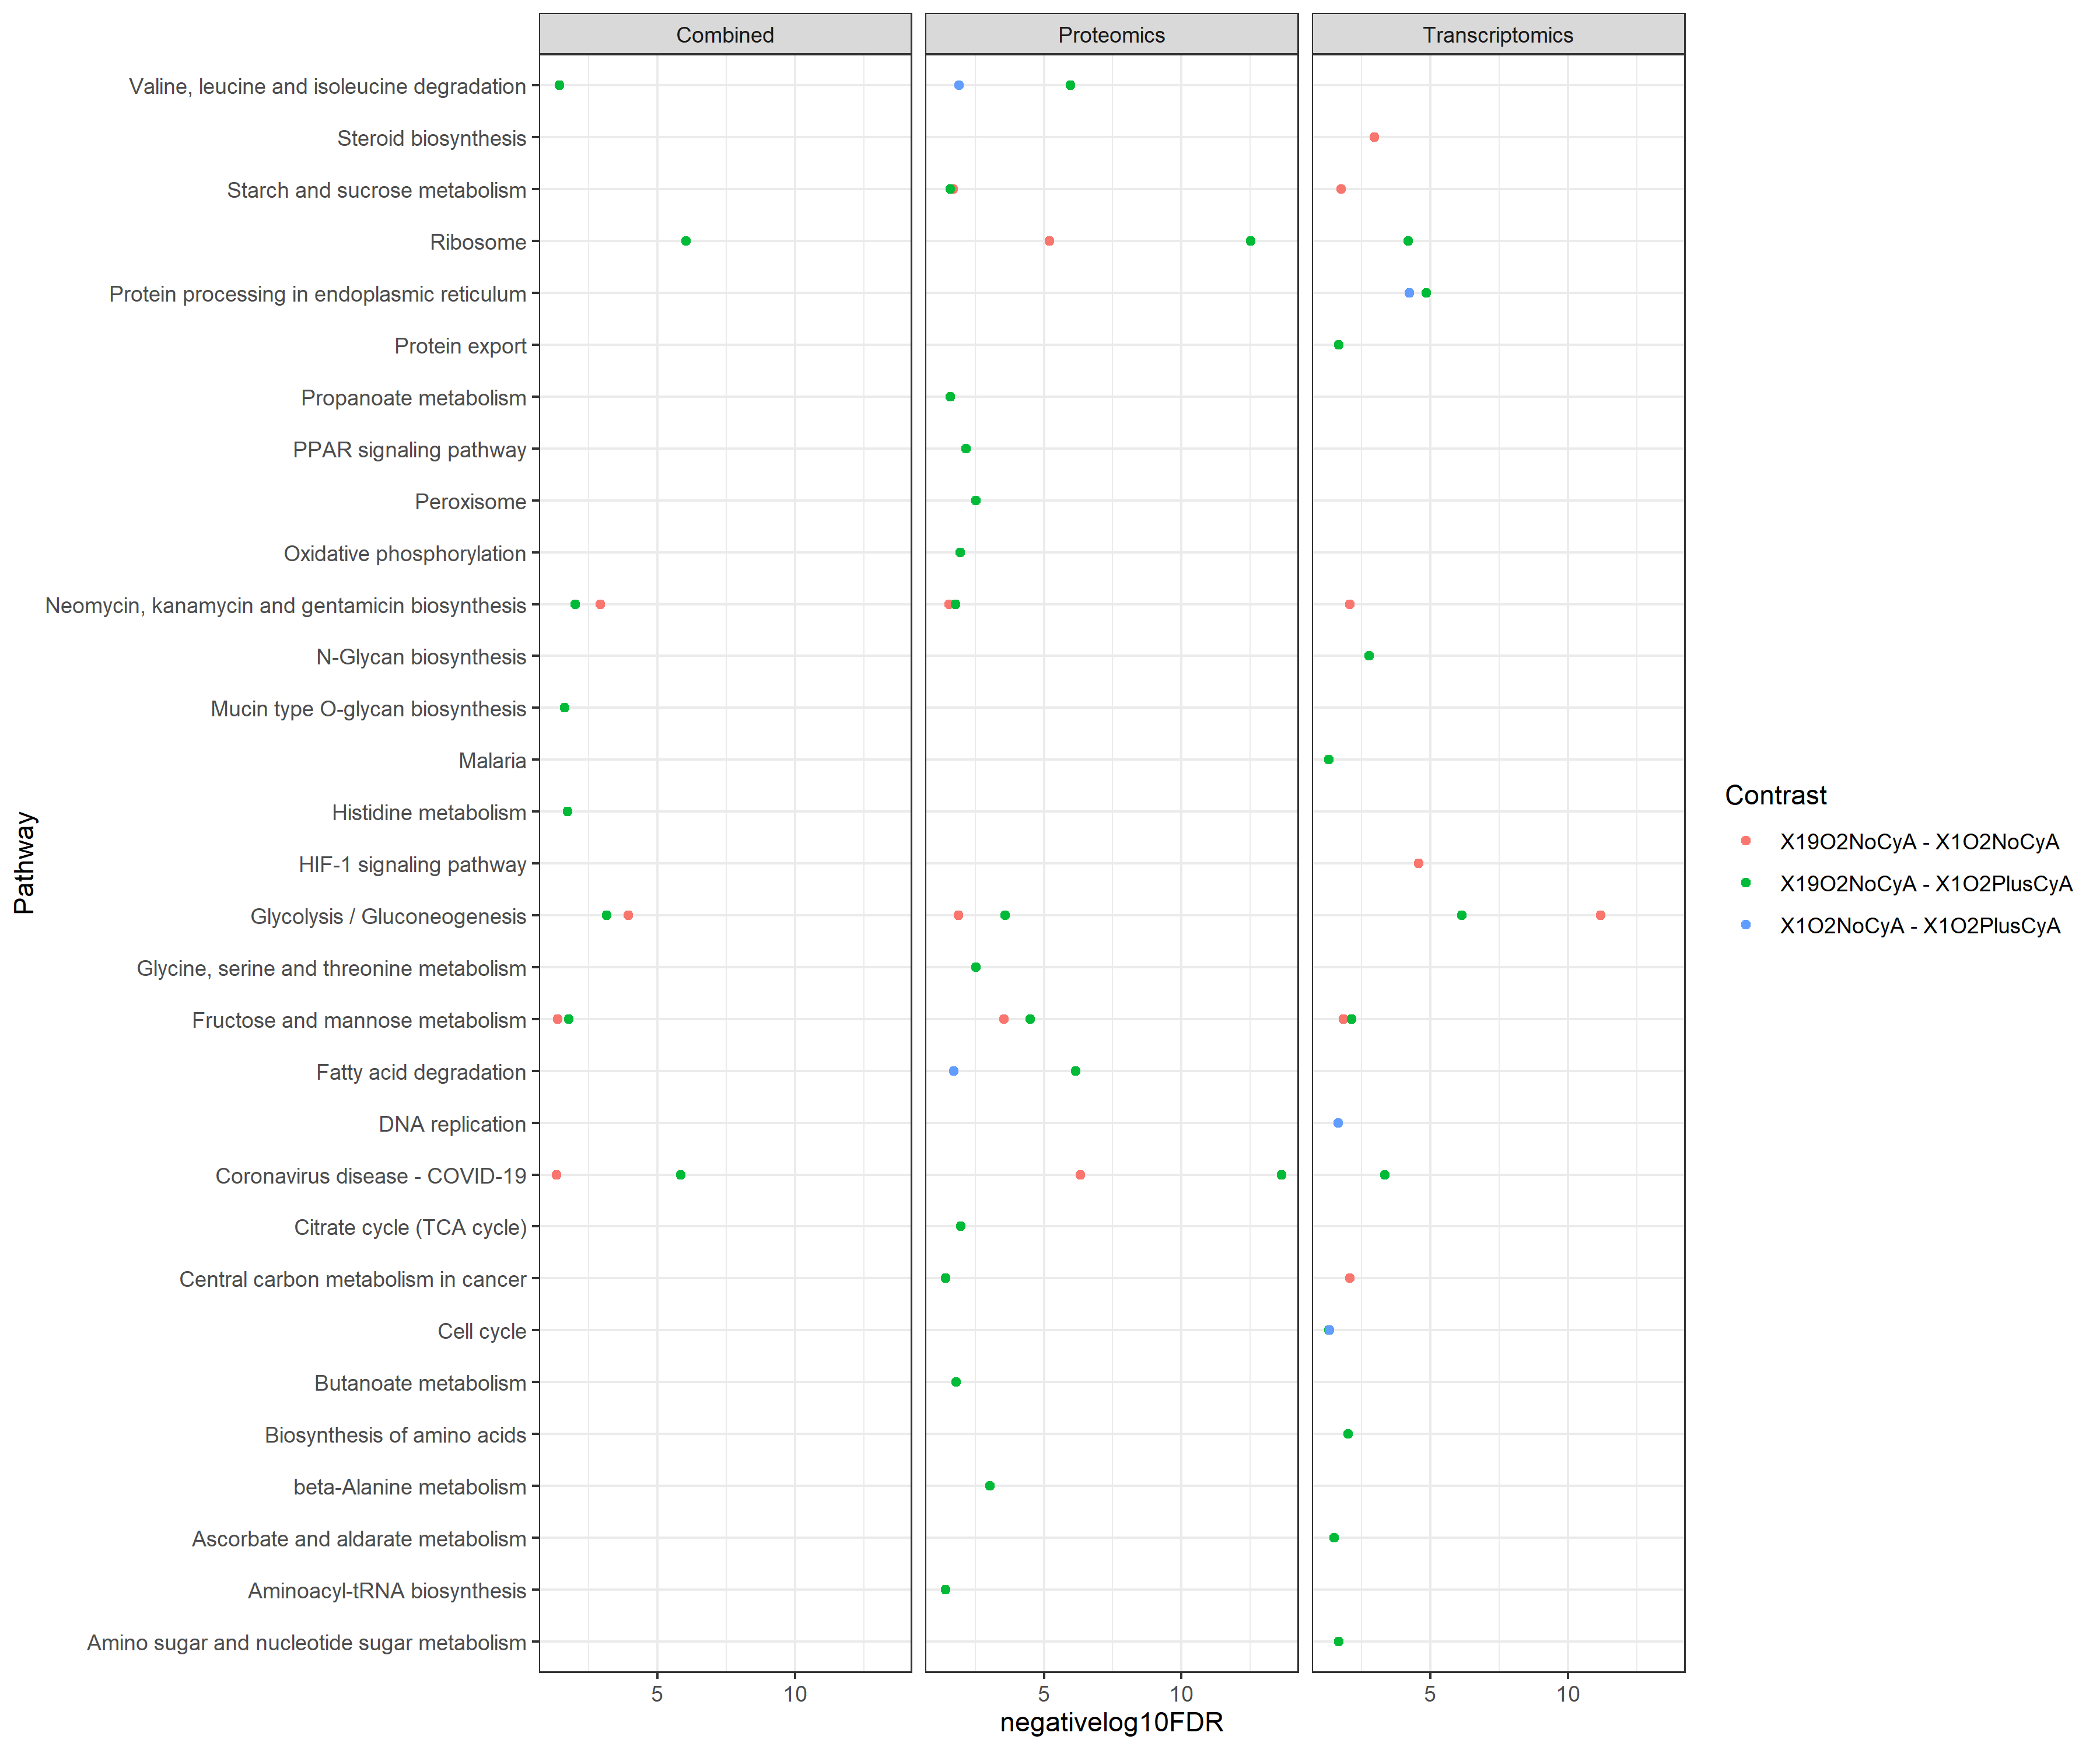 Combined
Proteomics
Transcriptomics
Valine, leucine and isoleucine degradation
Steroid biosynthesis
Starch and sucrose metabolism
Ribosome
Protein processing in endoplasmic reticulum
Protein export
Propanoate metabolism
PPAR signaling pathway
Peroxisome
Oxidative phosphorylation
Neomycin, kanamycin and gentamicin biosynthesis
N-Glycan biosynthesis
Mucin type O-glycan biosynthesis
Malaria
Histidine metabolism
HIF-1 signaling pathway
Glycolysis / Gluconeogenesis
Glycine, serine and threonine metabolism
Fructose and mannose metabolism
Fatty acid degradation
DNA replication
Coronavirus disease - COVID-19
Citrate cycle (TCA cycle)
Central carbon metabolism in cancer
Cell cycle
Butanoate metabolism
Biosynthesis of amino acids
beta-Alanine metabolism
Ascorbate and aldarate metabolism
Aminoacyl-tRNA biosynthesis
Amino sugar and nucleotide sugar metabolism
Pathway
5 10 5 10 5 10
negativelog10FDR
Contrast
X19O2NoCyA - X1O2NoCyA
X19O2NoCyA - X1O2PlusCyA
X1O2NoCyA - X1O2PlusCyA